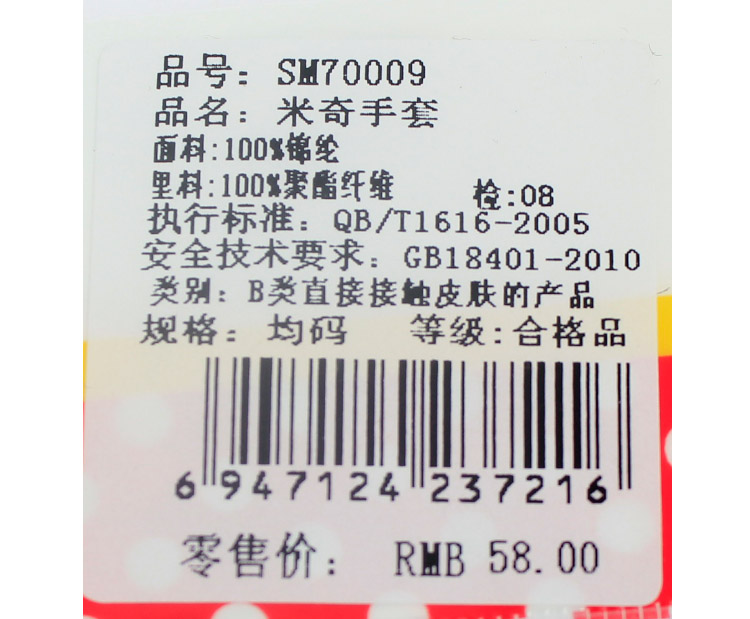 品号：SM70009
品名：米奇手套
面料:100%锦纶
里料:100%聚酯纤维 检:08
执行标准：QB/T1616-2005
安全技术要求：GB18401-2010
类别：B类直接接触皮肤的产品
规格：均码 等级:合格品
6 947124 237216
零售价：RMB 58.00